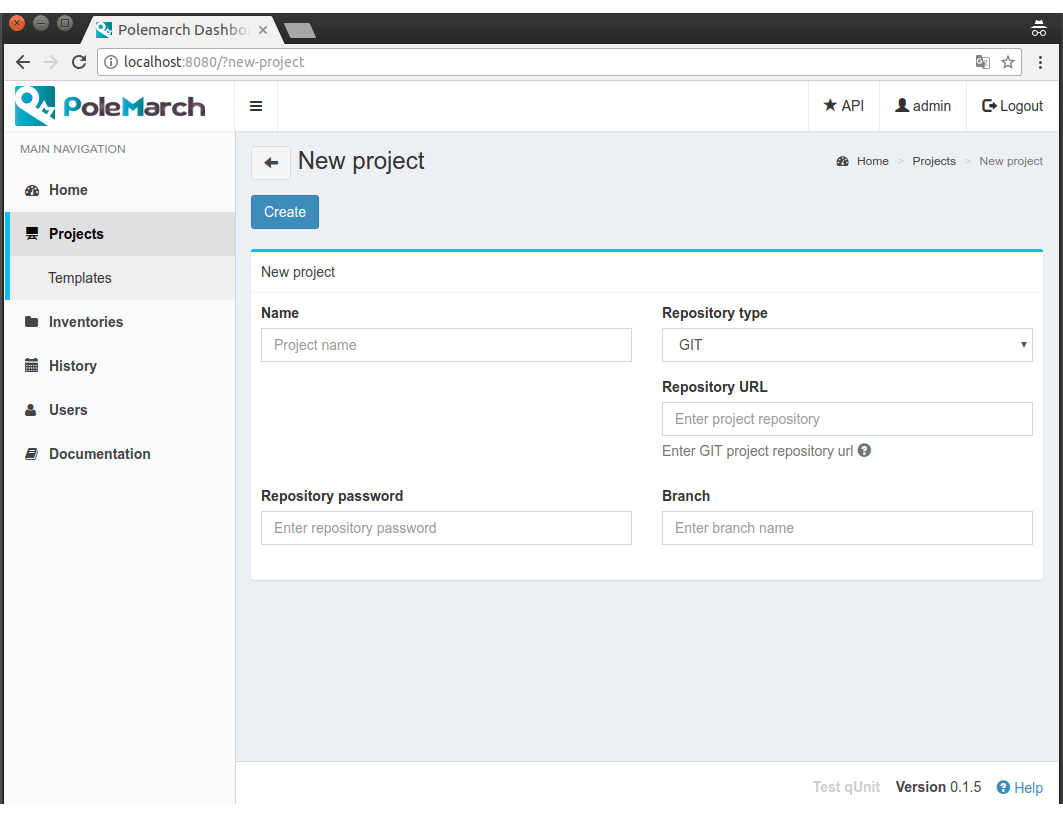 Polemarch Dashbo
localhost:8080/?new-project
PoleMarch
API
admin
Logout
MAIN NAVIGATION
Home
Projects
Templates
Inventories
History
Users
Documentation
New project
Home > Projects > New project
Create
New project
Name
Project name
Repository type
GIT
Repository URL
Enter project repository
Enter GIT project repository url
Repository password
Enter repository password
Branch
Enter branch name
Test qUnit Version 0.1.5 Help